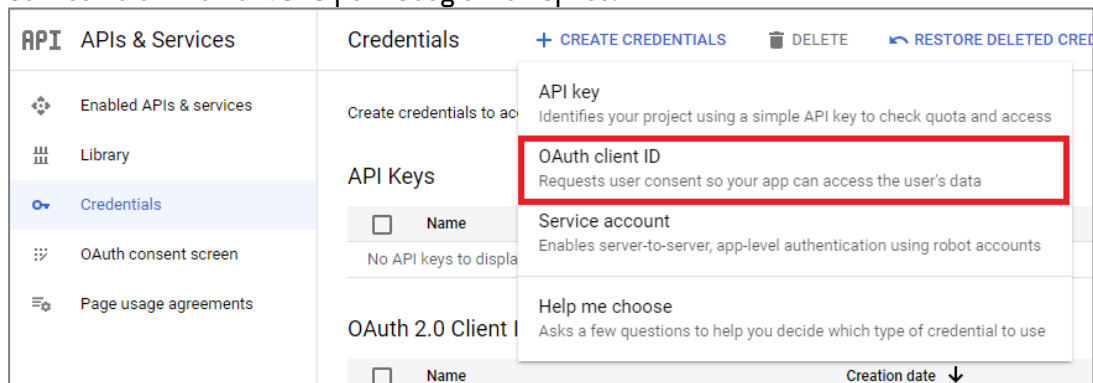 API APIs & Services
Credentials
+ CREATE CREDENTIALS
DELETE
RESTORE DELETED CRED
Enabled APIs & services
Library
Credentials
OAuth consent screen
Page usage agreements
Create credentials to
API Keys
Name
No API keys to displa
OAuth 2.0 Client I
Name
Creation date
API key
Identifies your project using a simple API key to check quota and access
OAuth client ID
Requests user consent so your app can access the user's data
Service account
Enables server-to-server, app-level authentication using robot accounts
Help me choose
Asks a few questions to help you decide which type of credential to use